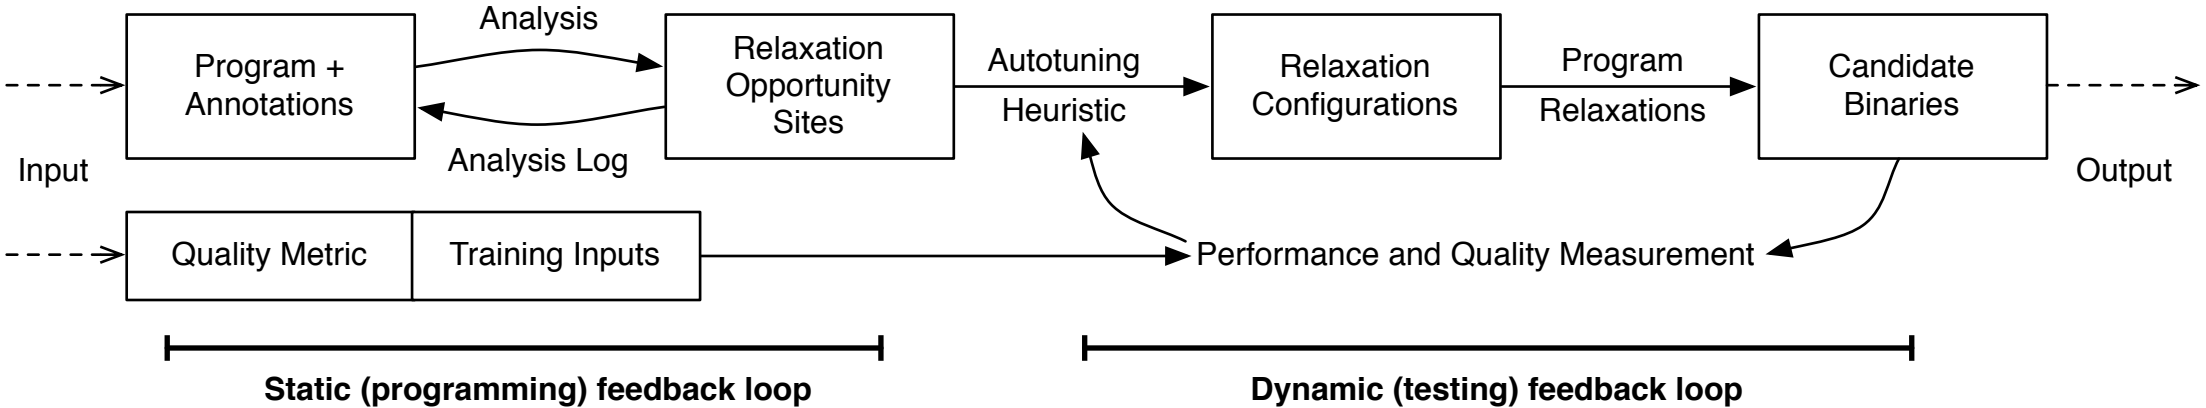 Analysis
Program +
Annotations
Analysis Log
Relaxation
Opportunity
Sites
Autotuning
Heuristic
Relaxation
Configurations
Program
Relaxations
Candidate
Binaries
Input
Output
Quality Metric
Training Inputs
Performance and Quality Measurement
Static (programming) feedback loop
Dynamic (testing) feedback loop